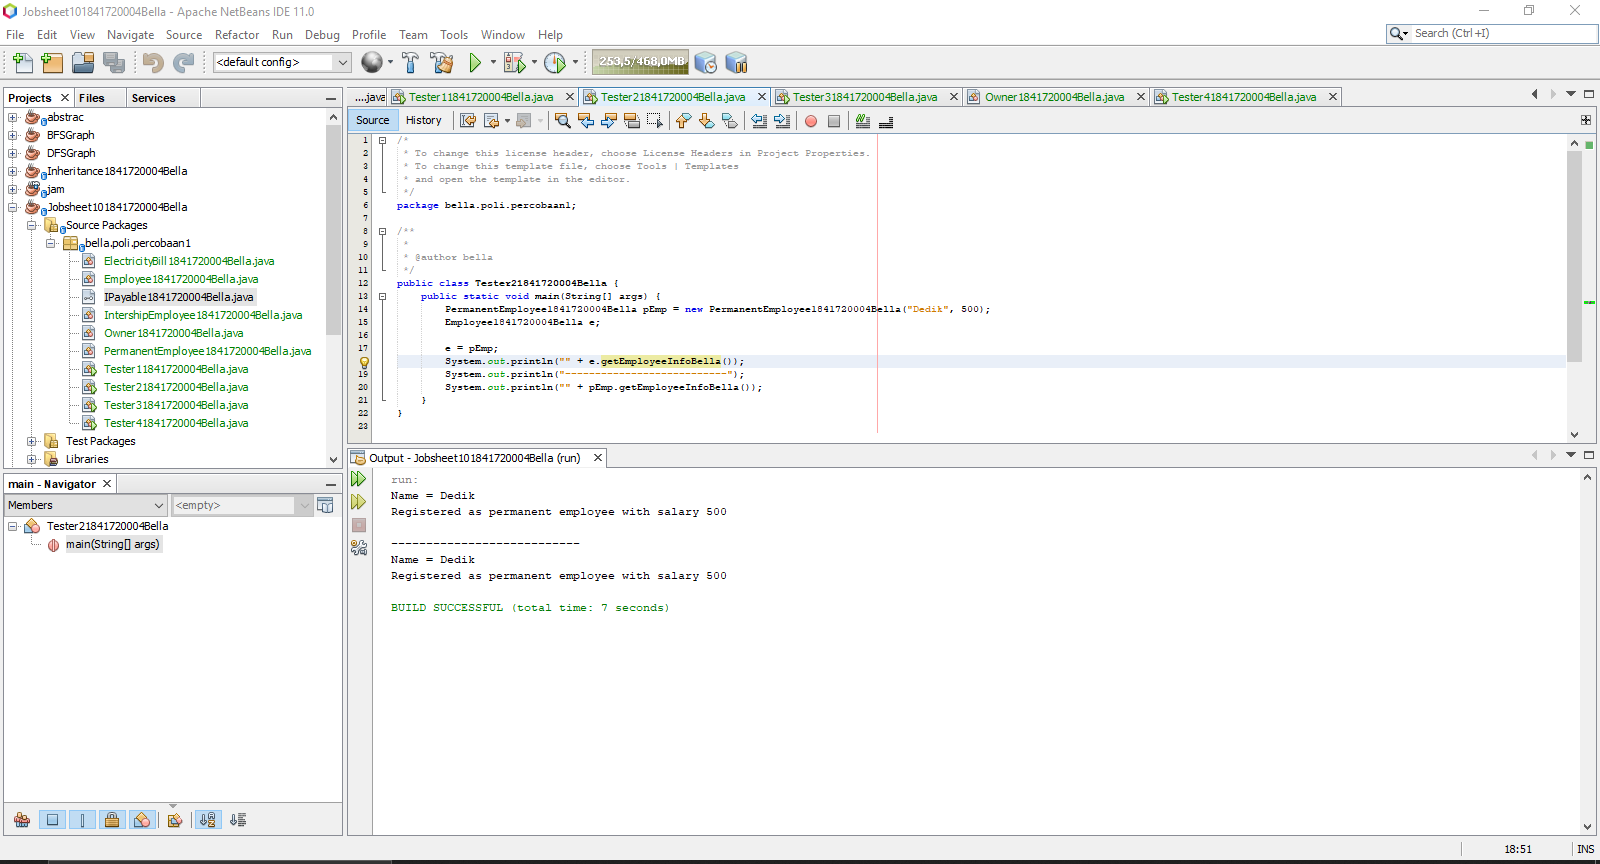 Jobsheet101841720004Bella - Apache NetBeans IDE 11.0
File Edit View Navigate Source Refactor Run Debug Profile Team Tools Window Help
Search (Ctrl+I)
<default config>
253,5/468,0MB
Projects Files Services
abstrac
BFSGraph
DFSGraph
Inheritance1841720004Bella
jam
Jobsheet101841720004Bella
Source Packages
bella.poli.percobaan1
ElectricityBill1841720004Bella.java
Employee1841720004Bella.java
IPayable1841720004Bella.java
IntershipEmployee1841720004Bella.java
Owner1841720004Bella.java
PermanentEmployee1841720004Bella.java
Tester11841720004Bella.java
Tester21841720004Bella.java
Tester31841720004Bella.java
Tester41841720004Bella.java
Test Packages
Libraries
main - Navigator
Members
<empty>
Tester21841720004Bella
main(String[] args)
...java Tester11841720004Bella.java Tester21841720004Bella.java Tester31841720004Bella.java Owner1841720004Bella.java Tester41841720004Bella.java
Source History
1 /*
2 * To change this license header, choose License Headers in Project Properties.
3 * To change this template file, choose Tools | Templates
4 * and open the template in the editor.
5 */
6 package bella.poli.percobaan1;
7
8 /**
9 *
10 * @author bella
11 */
12 public class Tester21841720004Bella {
13 public static void main(String[] args) {
14 PermanentEmployee1841720004Bella pEmp = new PermanentEmployee1841720004Bella("Dedik", 500);
15 Employee1841720004Bella e;
16
17 e = pEmp;
System.out.println("" + e.getEmployeeInfoBella());
19 System.out.println("---------------------------");
20 System.out.println("" + pEmp.getEmployeeInfoBella());
21 }
22 }
23
Output - Jobsheet101841720004Bella (run)
run:
Name = Dedik
Registered as permanent employee with salary 500
---------------------------
Name = Dedik
Registered as permanent employee with salary 500
BUILD SUCCESSFUL (total time: 7 seconds)
18:51 INS